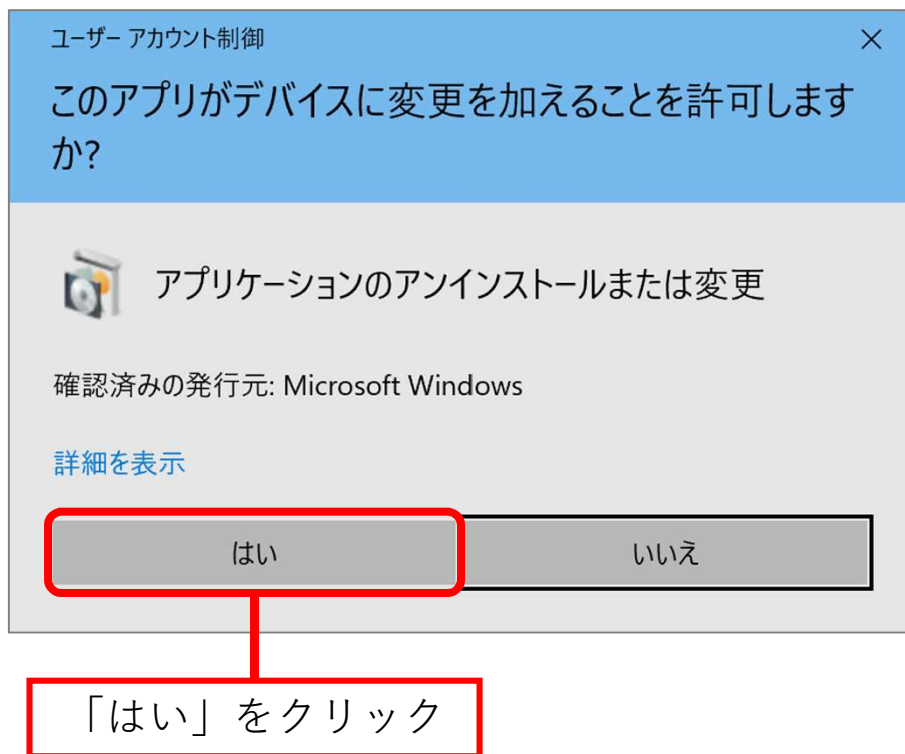 ユーザー アカウント制御
このアプリがデバイスに変更を加えることを許可します
か?
アプリケーションのアンインストールまたは変更
確認済みの発行元: Microsoft Windows
詳細を表示
はい
いいえ
「はい」をクリック